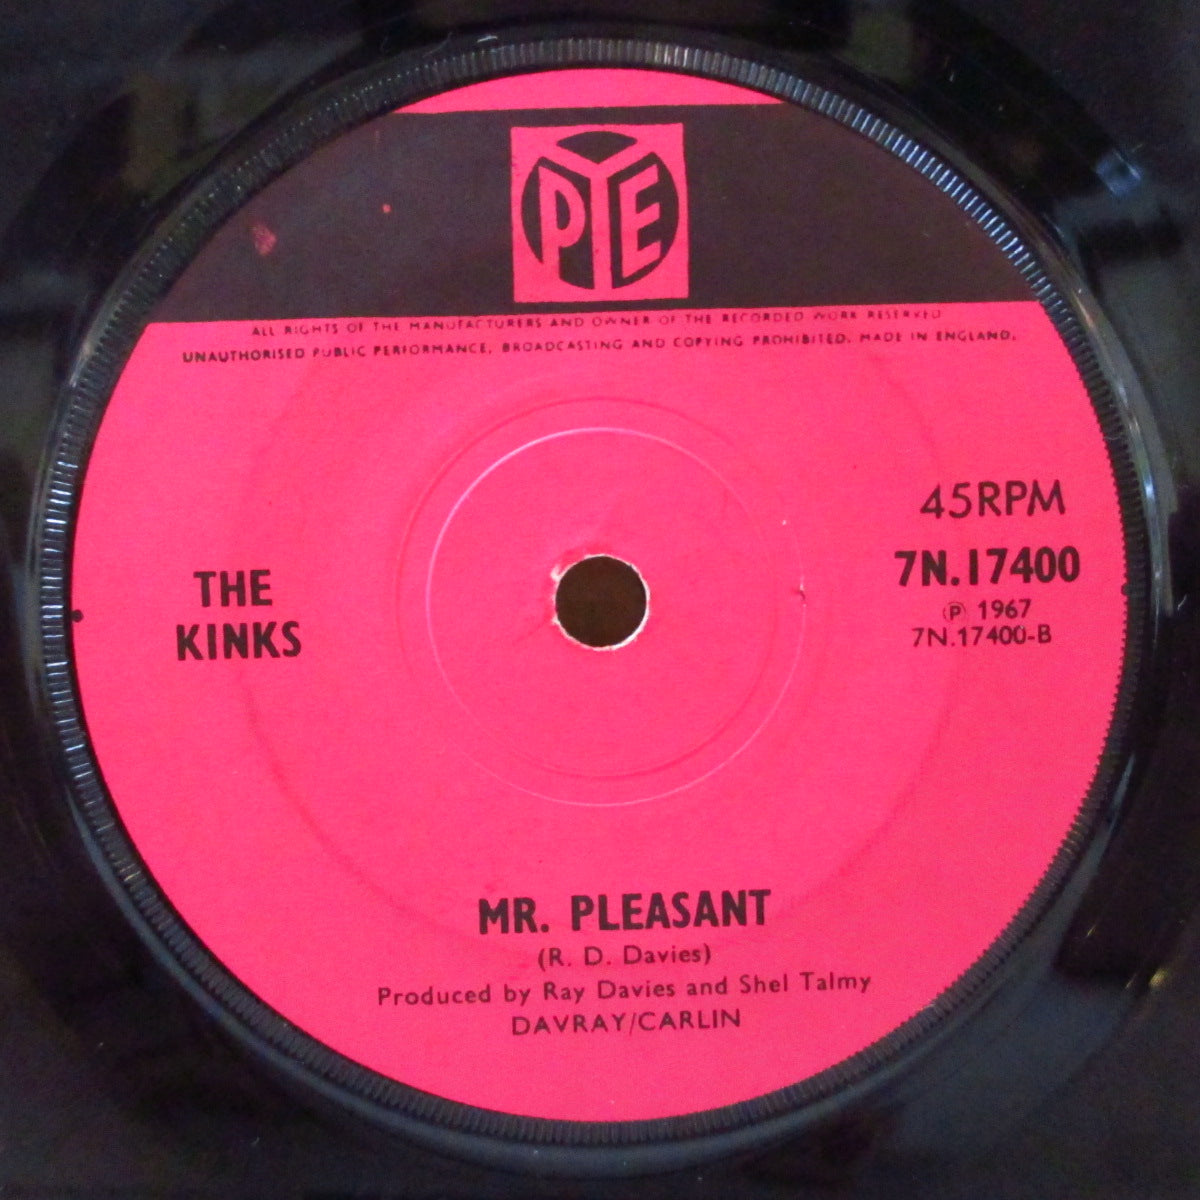 PYE
ALL RIGHTS OF THE MANUFACTURERS AND OWNER OF THE RECORDED WORK RESERVED
UNAUTHORISED PUBLIC PERFORMANCE, BROADCASTING AND COPYING PROHIBITED. MADE IN ENGLAND.
45RPM
7N.17400
Ⓟ 1967
7N.17400-B
THE
KINKS
MR. PLEASANT
(R. D. Davies)
Produced by Ray Davies and Shel Talmy
DAVRAY/CARLIN